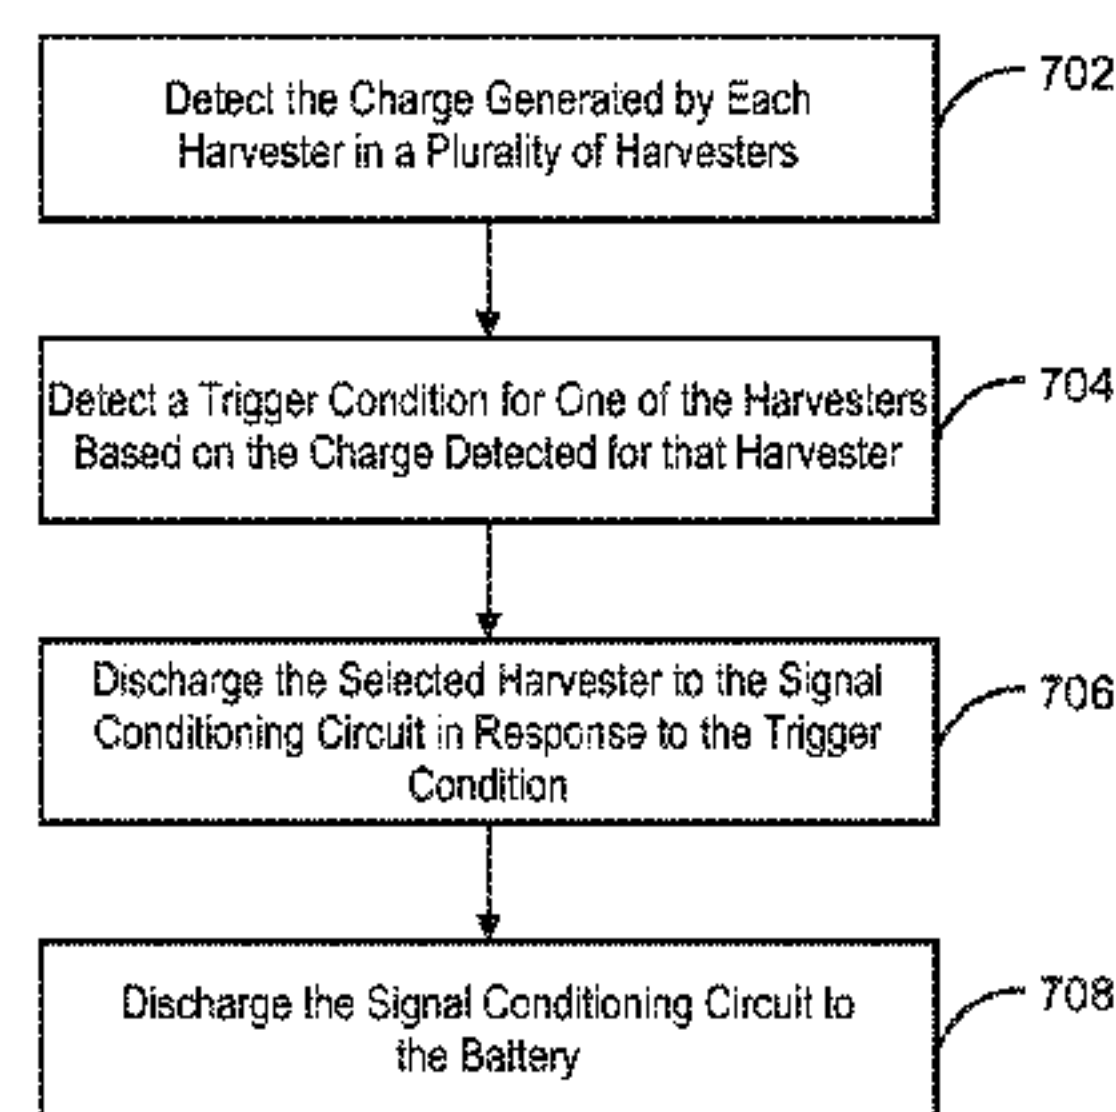 Detect the Charge Generated by Each
Harvester in a Plurality of Harvesters
702
Detect a Trigger Condition for One of the Harvesters
Based on the Charge Detected for that Harvester
704
Discharge the Selected Harvester to the Signal
Conditioning Circuit in Response to the Trigger
Condition
706
Discharge the Signal Conditioning Circuit to
the Battery
708